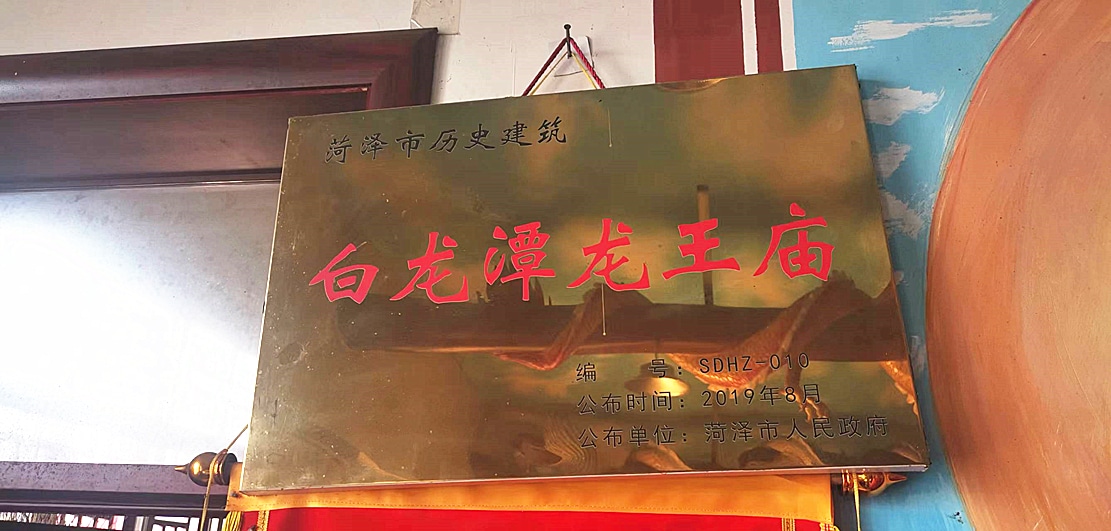 菏泽市历史建筑
白龙潭龙王庙
编 号：SDHZ-010
公布时间：2019年8月
公布单位：菏泽市人民政府